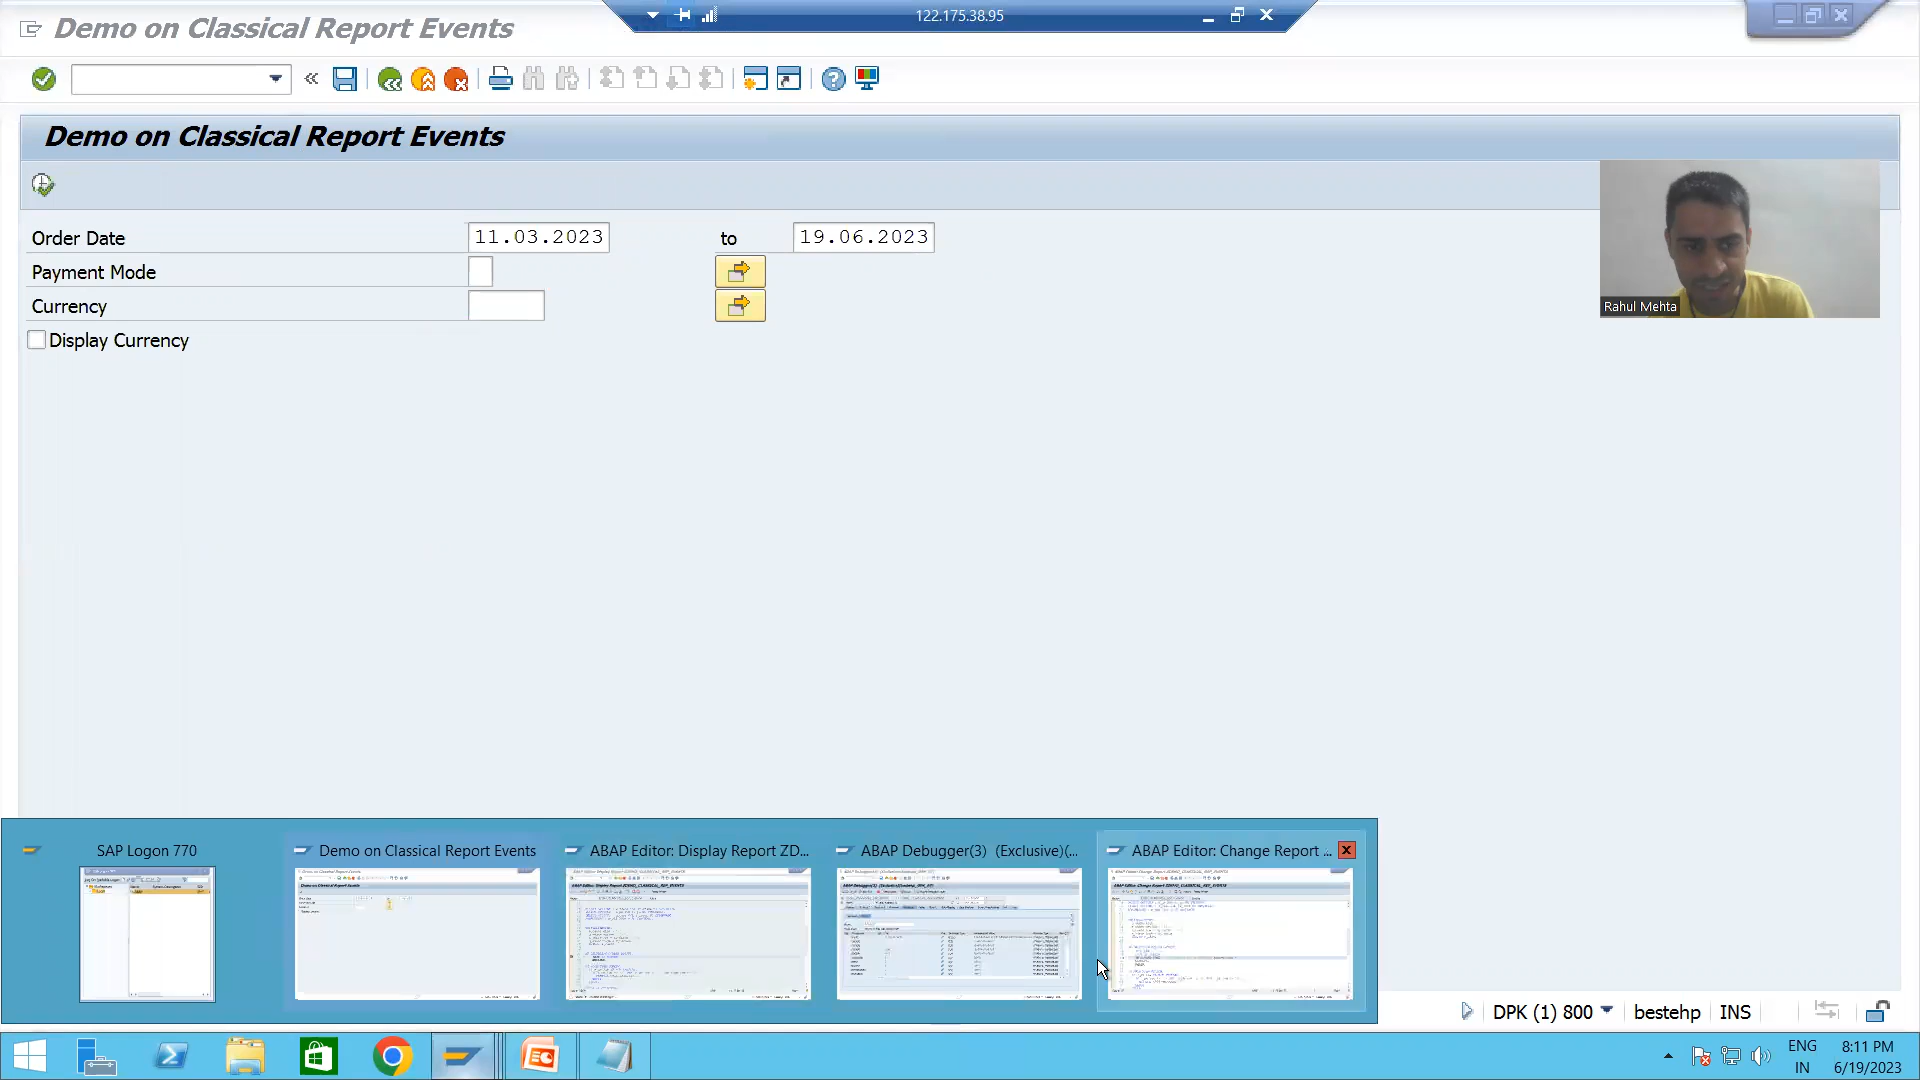 Demo on Classical Report Events
122.175.38.95
Demo on Classical Report Events
Order Date 11.03.2023 to 19.06.2023
Payment Mode
Currency
Display Currency
Rahul Mehta
SAP Logon 770
Demo on Classical Report Events
ABAP Editor: Display Report ZD...
ABAP Debugger(3) (Exclusive)(...
ABAP Editor: Change Report ...
DPK (1) 800 bestehp INS
ENG 8:11 PM
IN 6/19/2023